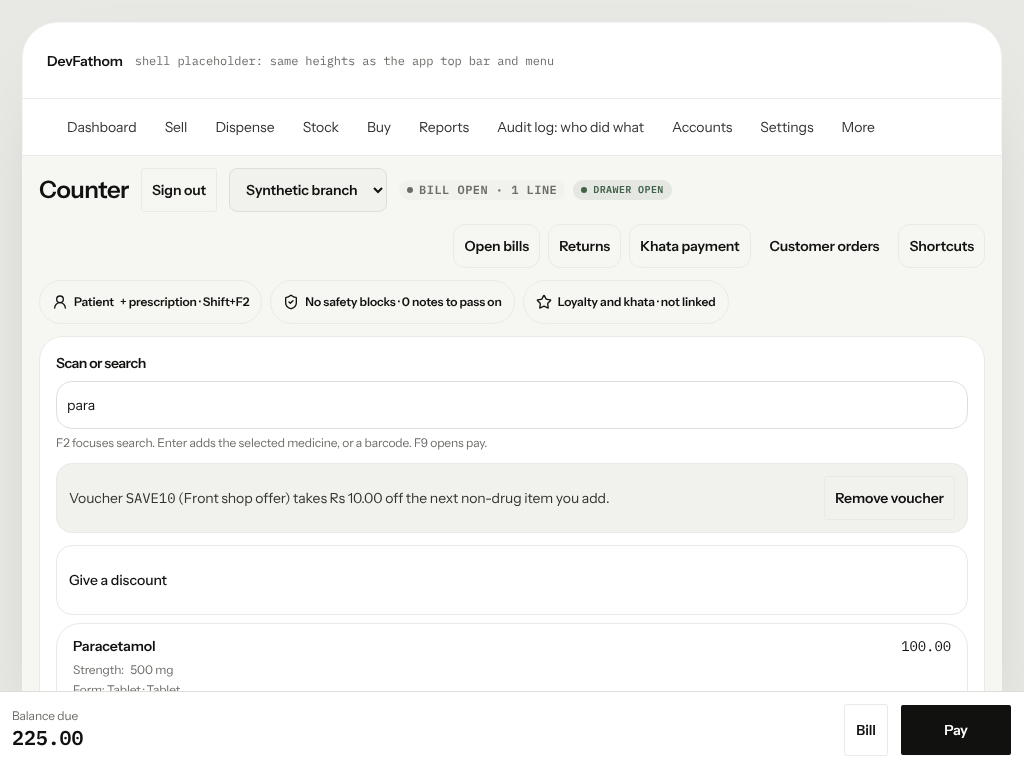 DevFathom shell placeholder: same heights as the app top bar and menu
Dashboard Sell Dispense Stock Buy Reports Audit log: who did what Accounts Settings More
Counter Sign out Synthetic branch BILL OPEN · 1 LINE DRAWER OPEN
Open bills Returns Khata payment Customer orders Shortcuts
Patient + prescription · Shift+F2 No safety blocks · 0 notes to pass on Loyalty and khata · not linked
Scan or search
para
F2 focuses search. Enter adds the selected medicine, or a barcode. F9 opens pay.
Voucher SAVE10 (Front shop offer) takes Rs 10.00 off the next non-drug item you add. Remove voucher
Give a discount
Paracetamol 100.00
Strength: 500 mg
Form: Tablet · Tablet
Balance due
225.00 Bill Pay